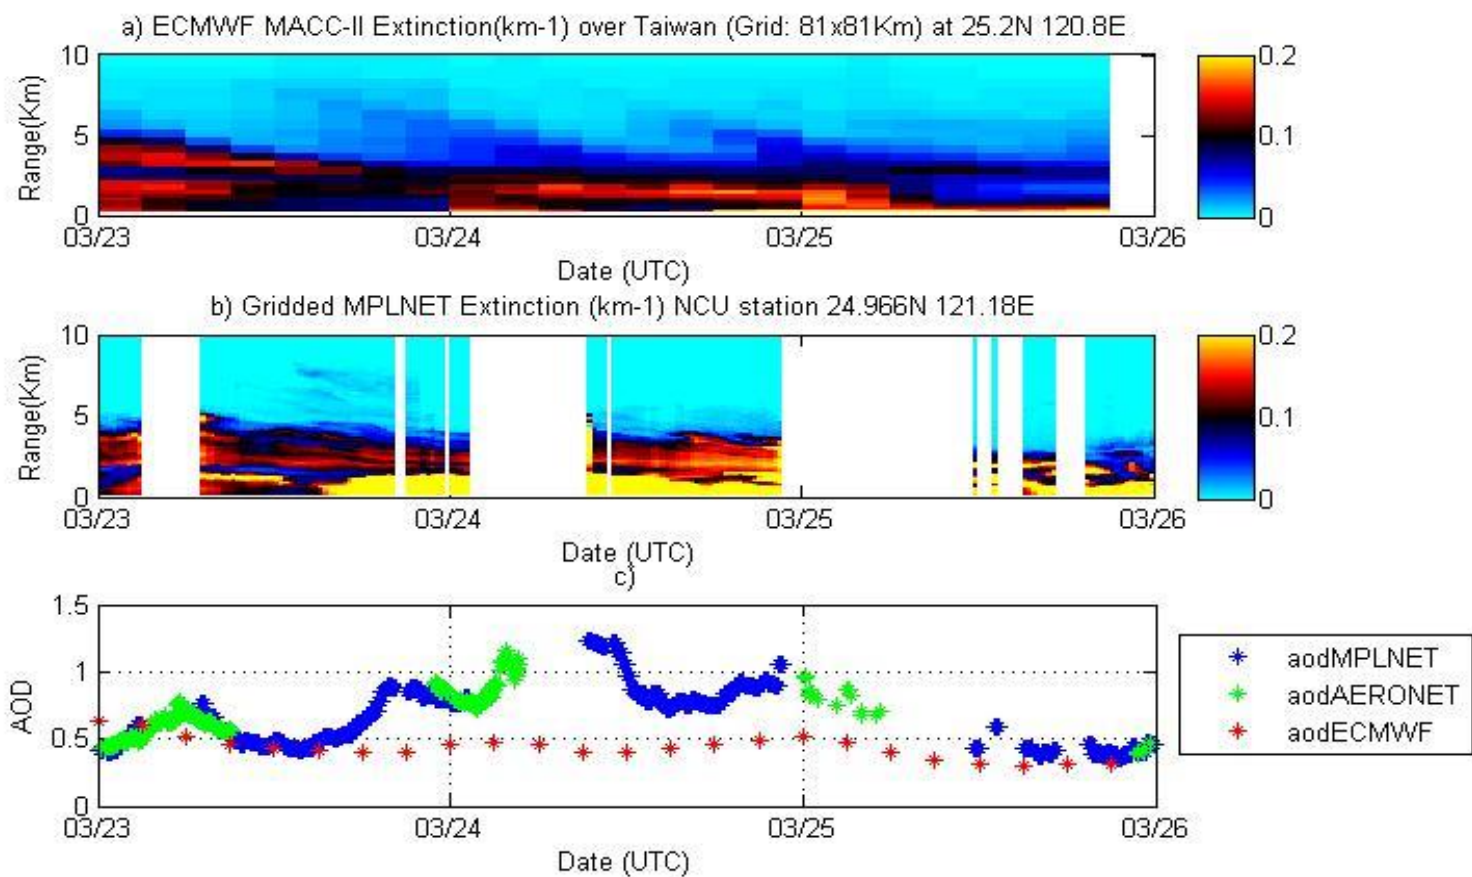 a) ECMWF MACC-II Extinction(km-1) over Taiwan (Grid: 81x81Km) at 25.2N 120.8E
10
5
0
Range(Km)
03/23 03/24 03/25 03/26
Date (UTC)
0.2
0.1
0
b) Gridded MPLNET Extinction (km-1) NCU station 24.966N 121.18E
10
5
0
Range(Km)
03/23 03/24 03/25 03/26
Date (UTC)
0.2
0.1
0
c)
1.5
1
0.5
0
AOD
03/23 03/24 03/25 03/26
Date (UTC)
aodMPLNET
aodAERONET
aodECMWF